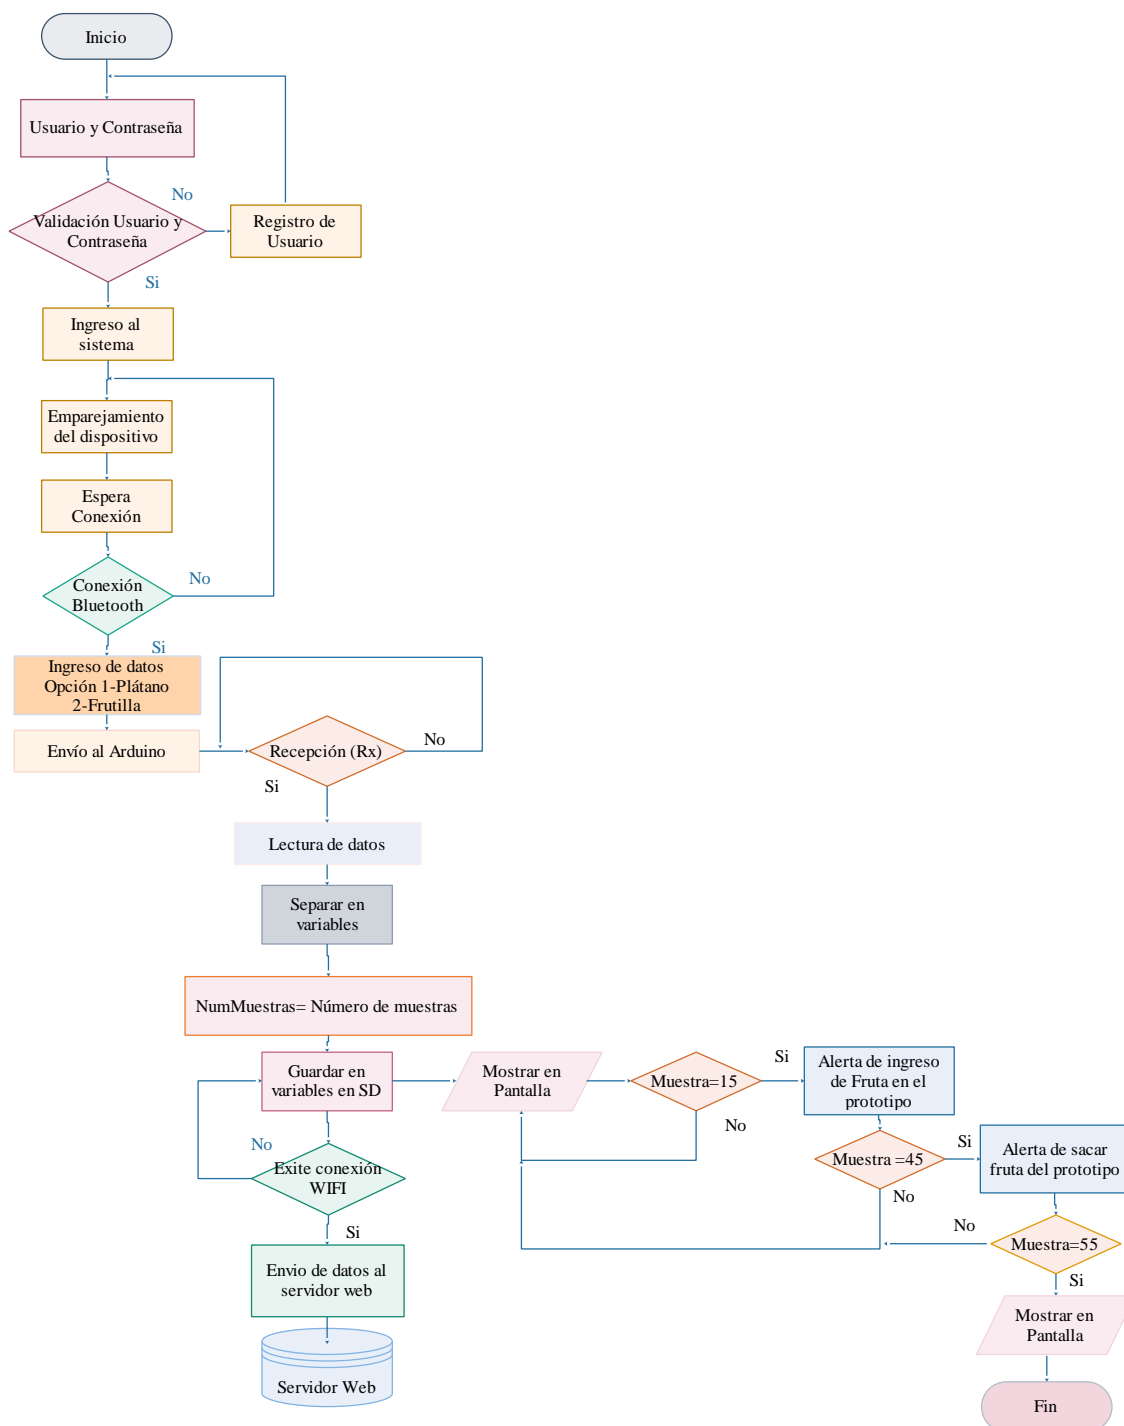 Inicio
Usuario y Contraseña
No
Validación Usuario y
Contraseña
Registro de
Usuario
Si
Ingreso al
sistema
Emparejamiento
del dispositivo
Espera
Conexión
Conexión
Bluetooth
No
Si
Ingreso de datos
Opción 1-Plátano
2-Frutilla
Envío al Arduino
Recepción (Rx)
No
Si
Lectura de datos
Separar en
variables
NumMuestras= Número de muestras
Guardar en
variables en SD
Mostrar en
Pantalla
Muestra=15
Si
No
Alerta de ingreso
de Fruta en el
prototipo
Muestra =45
Si
No
Alerta de sacar
fruta del prototipo
No
Muestra=55
Si
Mostrar en
Pantalla
Fin
No
Exite conexión
WIFI
Si
Envio de datos al
servidor web
Servidor Web